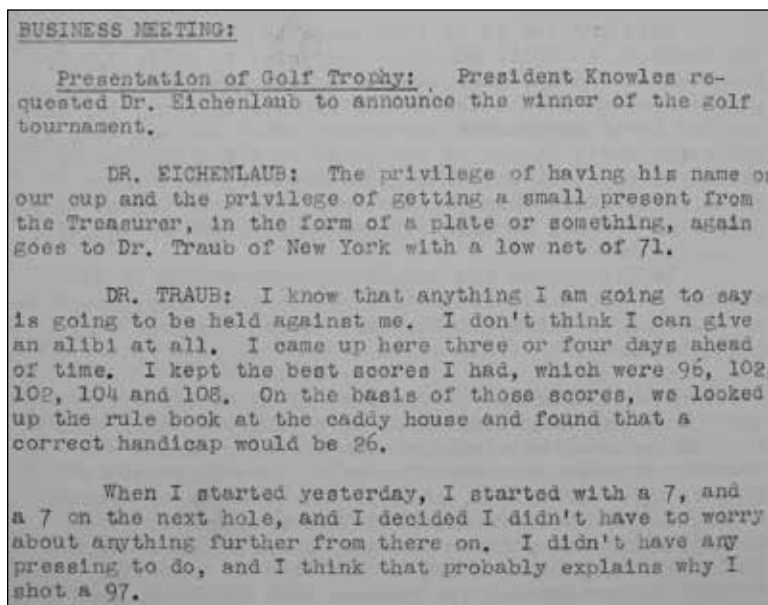 BUSINESS MEETING:
Presentation of Golf Trophy: President Knowles re-
quested Dr. Eichenlaub to announce the winner of the golf
tournament.
DR. EICHENLAUB: The privilege of having his name on
our cup and the privilege of getting a small present from
the Treasurer, in the form of a plate or something, again
goes to Dr. Traub of New York with a low net of 71.
DR. TRAUB: I know that anything I am going to say
is going to be held against me. I don't think I can give
an alibi at all. I came up here three or four days ahead
of time. I kept the best scores I had, which were 96, 102,
102, 104 and 108. On the basis of those scores, we looked
up the rule book at the caddy house and found that a
correct handicap would be 26.
When I started yesterday, I started with a 7, and
a 7 on the next hole, and I decided I didn't have to worry
about anything further from there on. I didn't have any
pressing to do, and I think that probably explains why I
shot a 97.